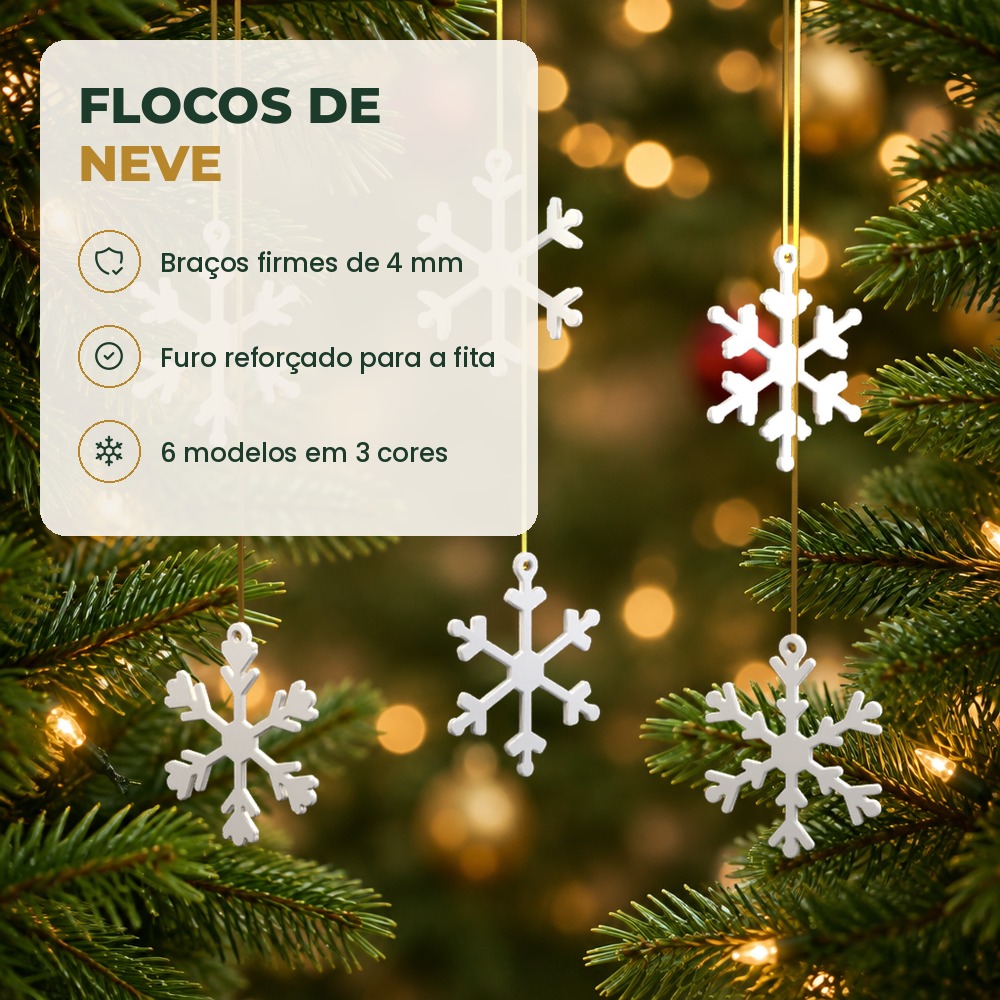 FLOCOS DE
NEVE
Braços firmes de 4 mm
Furo reforçado para a fita
6 modelos em 3 cores